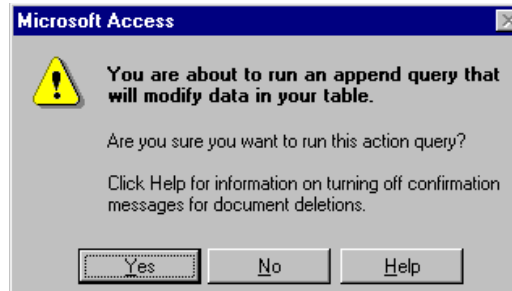 Microsoft Access
You are about to run an append query that
will modify data in your table.
Are you sure you want to run this action query?
Click Help for information on turning off confirmation
messages for document deletions.
Yes No Help